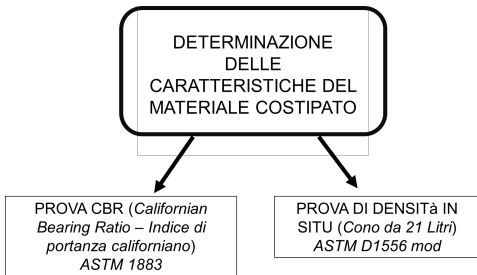 DETERMINAZIONE
DELLE
CARATTERISTICHE DEL
MATERIALE COSTIPATO
PROVA CBR (Californian
Bearing Ratio – Indice di
portanza californiano)
ASTM 1883
PROVA DI DENSITà IN
SITU (Cono da 21 Litri)
ASTM D1556 mod